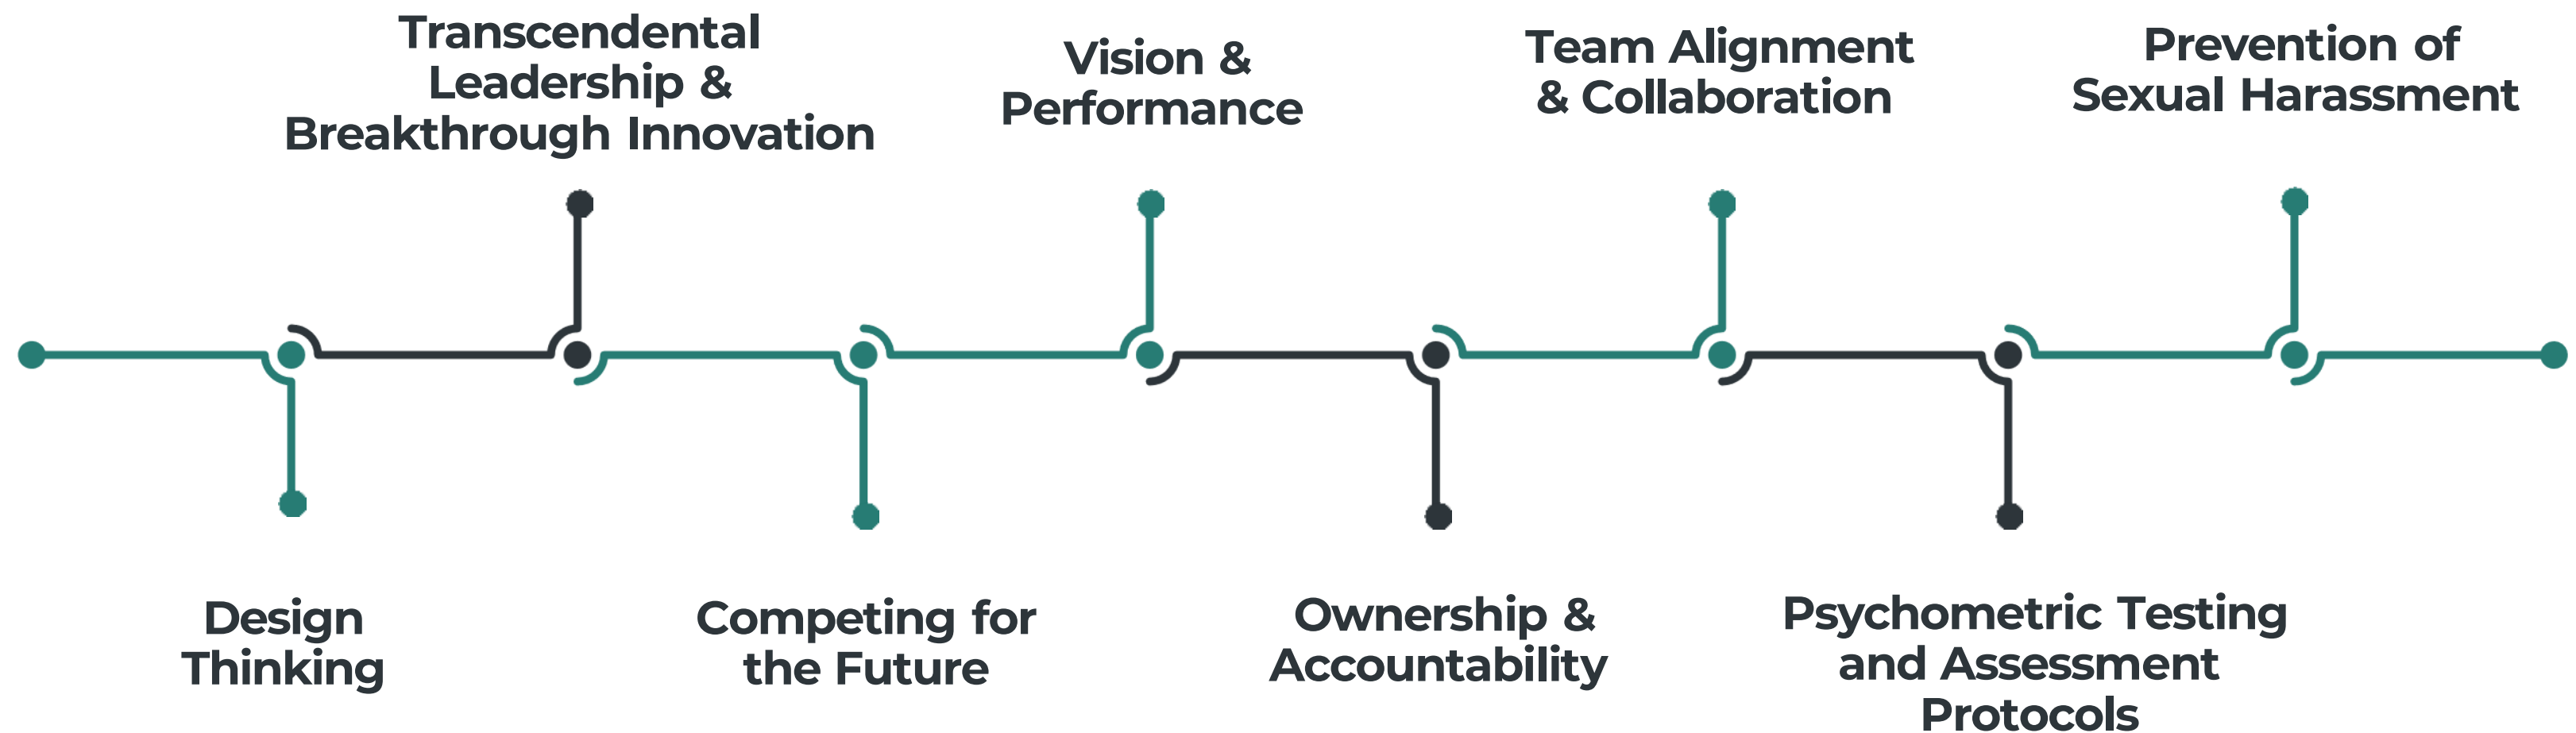 Transcendental
Leadership &
Breakthrough Innovation
Vision &
Performance
Team Alignment
& Collaboration
Prevention of
Sexual Harassment
Design
Thinking
Competing for
the Future
Ownership &
Accountability
Psychometric Testing
and Assessment
Protocols